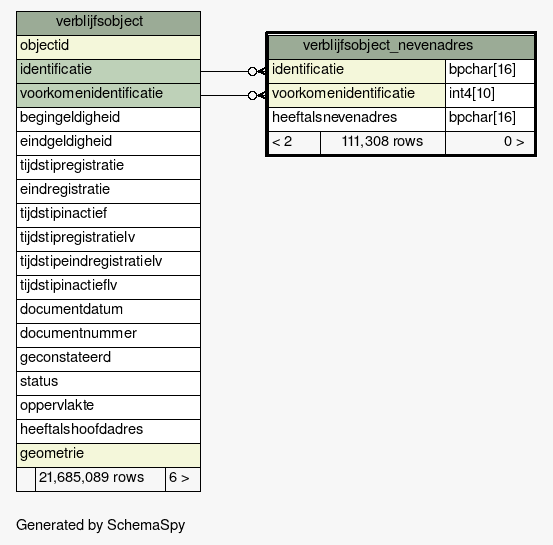 verblijfsobject
objectid
identificatie
voorkomenidentificatie
begingeldigheid
eindgeldigheid
tijdstipregistratie
eindregistratie
tijdstipinactief
tijdstipregistratielv
tijdstipeindregistratielv
tijdstipinactieflv
documentdatum
documentnummer
geconstateerd
status
oppervlakte
heeftalshoofdadres
geometrie
21,685,089 rows 6 >
verblijfsobject_nevenadres
identificatie bpchar[16]
voorkomenidentificatie int4[10]
heeftalsnevenadres bpchar[16]
< 2 111,308 rows 0 >
Generated by SchemaSpy